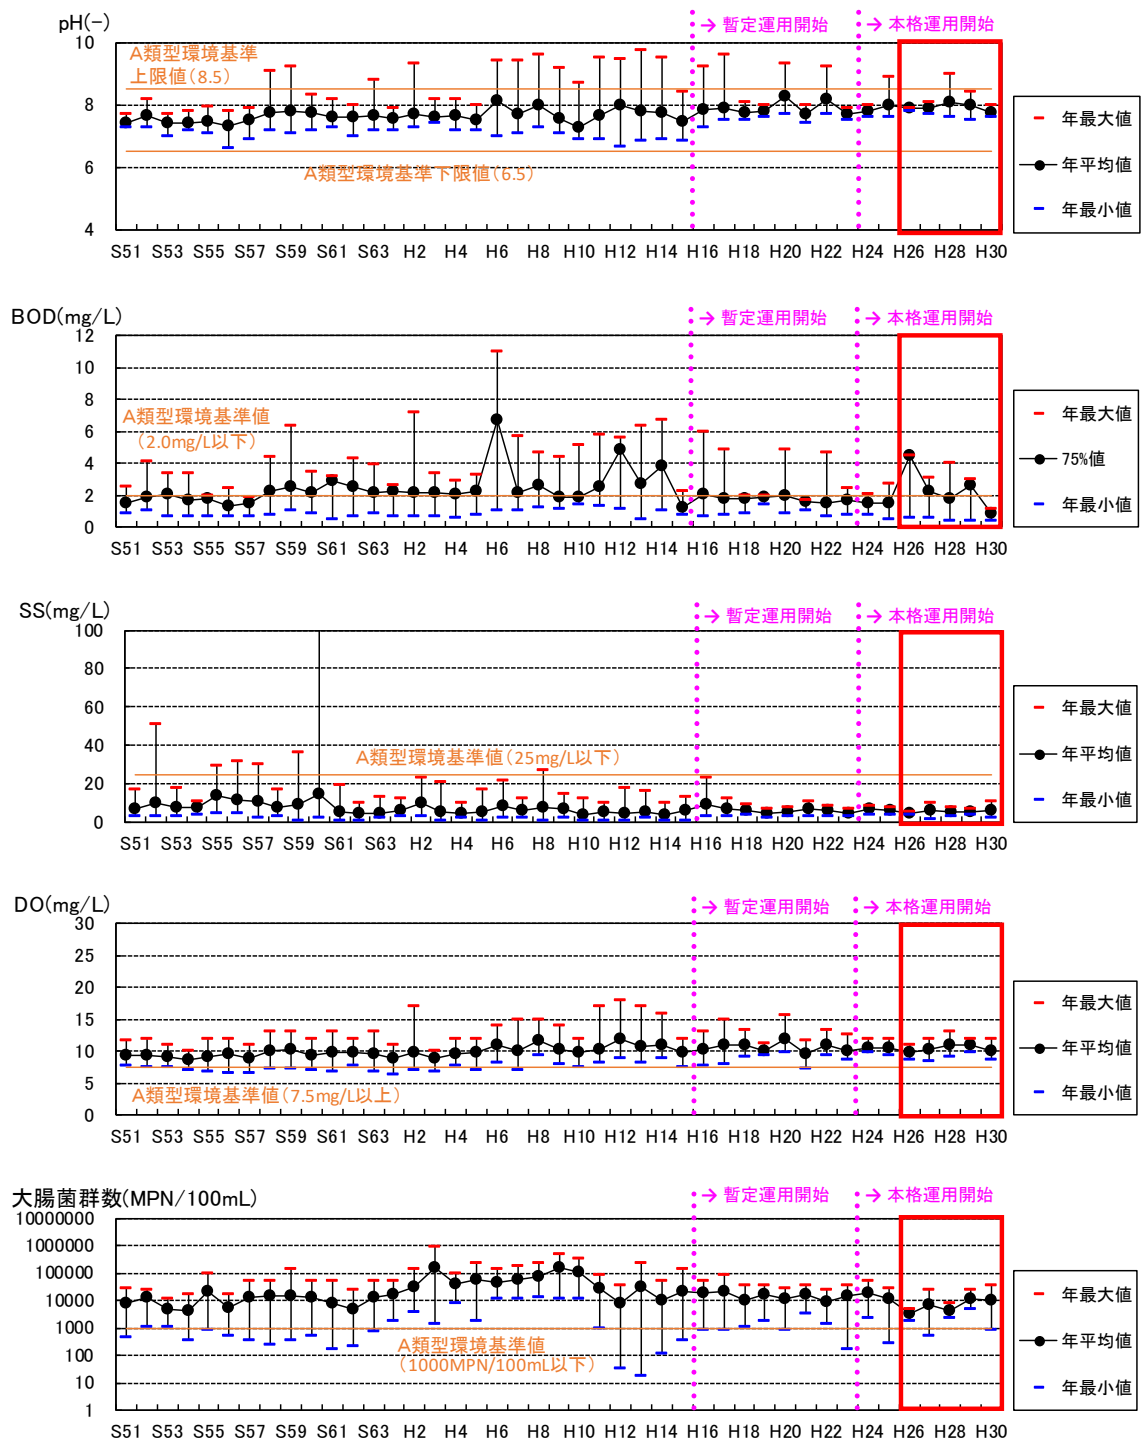 pH(-)
→ 暫定運用開始
→ 本格運用開始
10
8
6
4
A類型環境基準
上限値(8.5)
A類型環境基準下限値(6.5)
S51 S53 S55 S57 S59 S61 S63 H2 H4 H6 H8 H10 H12 H14 H16 H18 H20 H22 H24 H26 H28 H30
年最大値
年平均値
年最小値
BOD(mg/L)
→ 暫定運用開始
→ 本格運用開始
12
10
8
6
4
2
0
A類型環境基準値
(2.0mg/L以下)
S51 S53 S55 S57 S59 S61 S63 H2 H4 H6 H8 H10 H12 H14 H16 H18 H20 H22 H24 H26 H28 H30
年最大値
75%値
年最小値
SS(mg/L)
→ 暫定運用開始
→ 本格運用開始
100
80
60
40
20
0
A類型環境基準値(25mg/L以下)
S51 S53 S55 S57 S59 S61 S63 H2 H4 H6 H8 H10 H12 H14 H16 H18 H20 H22 H24 H26 H28 H30
年最大値
年平均値
年最小値
DO(mg/L)
→ 暫定運用開始
→ 本格運用開始
30
25
20
15
10
5
0
A類型環境基準値(7.5mg/L以上)
S51 S53 S55 S57 S59 S61 S63 H2 H4 H6 H8 H10 H12 H14 H16 H18 H20 H22 H24 H26 H28 H30
年最大値
年平均値
年最小値
大腸菌群数(MPN/100mL)
→ 暫定運用開始
→ 本格運用開始
10000000
1000000
100000
10000
1000
100
10
1
A類型環境基準値
(1000MPN/100mL以下)
S51 S53 S55 S57 S59 S61 S63 H2 H4 H6 H8 H10 H12 H14 H16 H18 H20 H22 H24 H26 H28 H30
年最大値
年平均値
年最小値